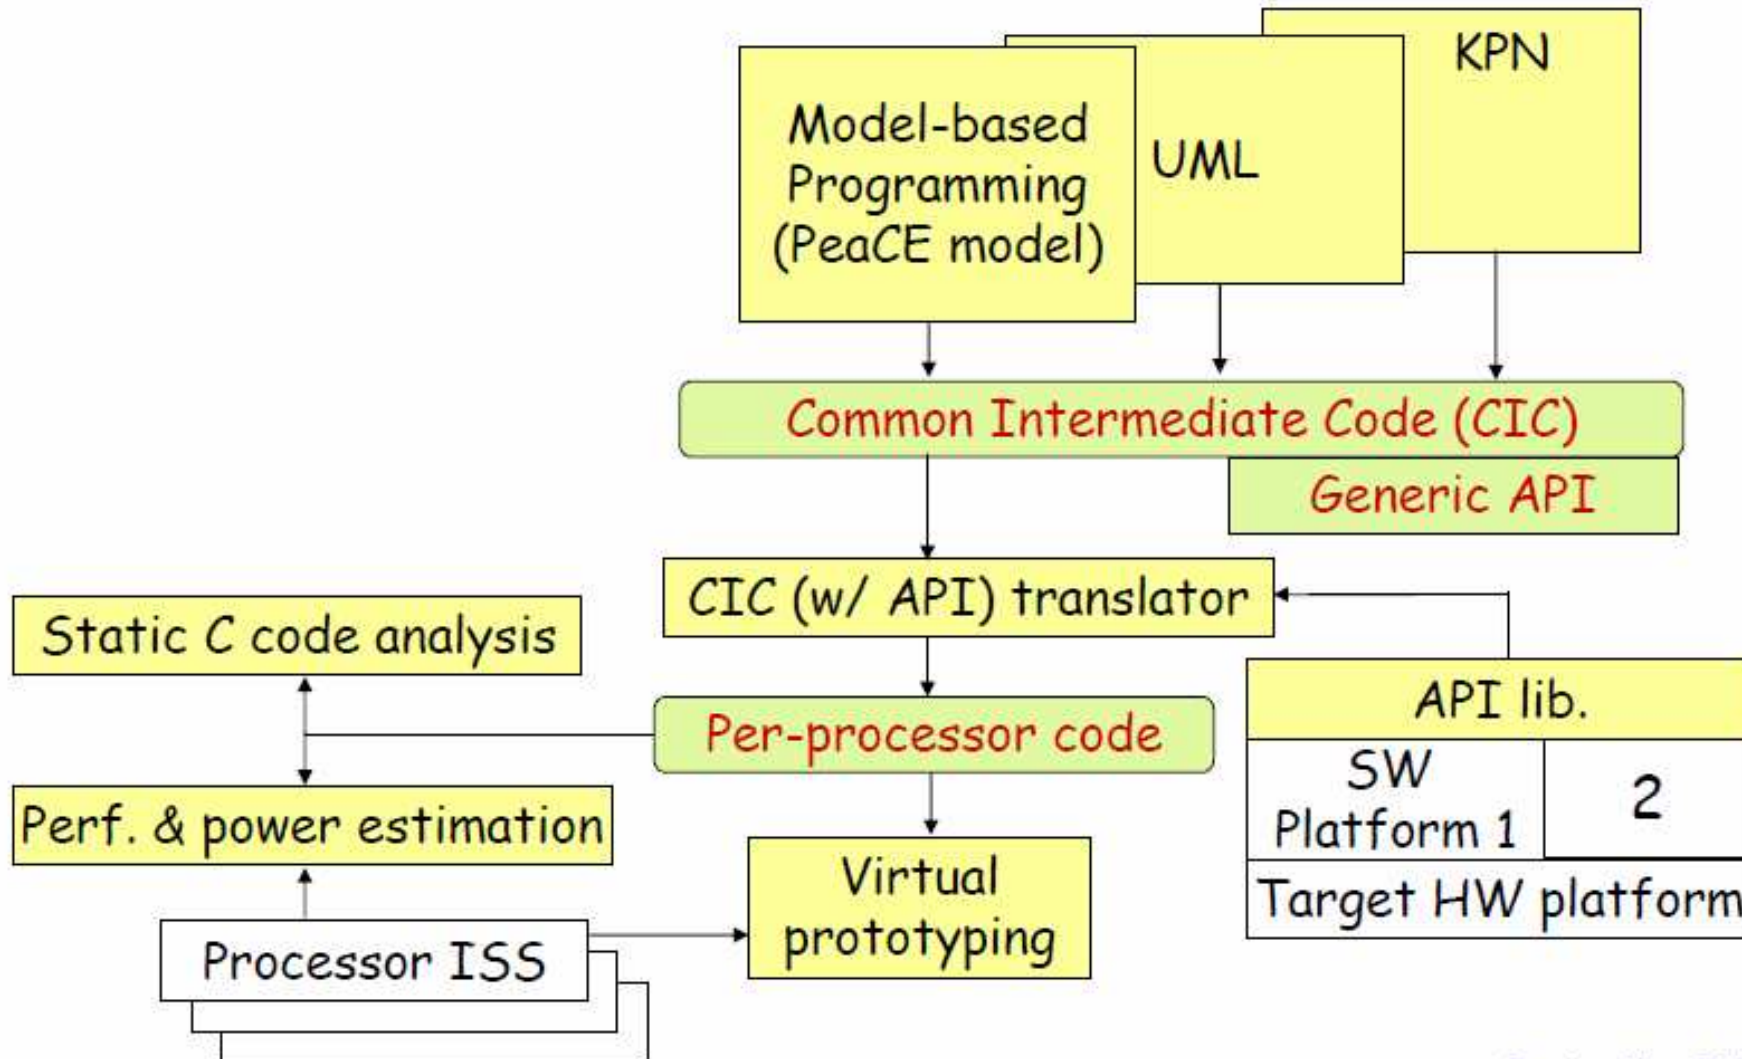 KPN
Model-based
Programming
(PeaCE model)
UML
Common Intermediate Code (CIC)
Generic API
CIC (w/ API) translator
Static C code analysis
API lib.
Per-processor code
SW
Platform 1
2
Perf. & power estimation
Virtual
prototyping
Target HW platform
Processor ISS